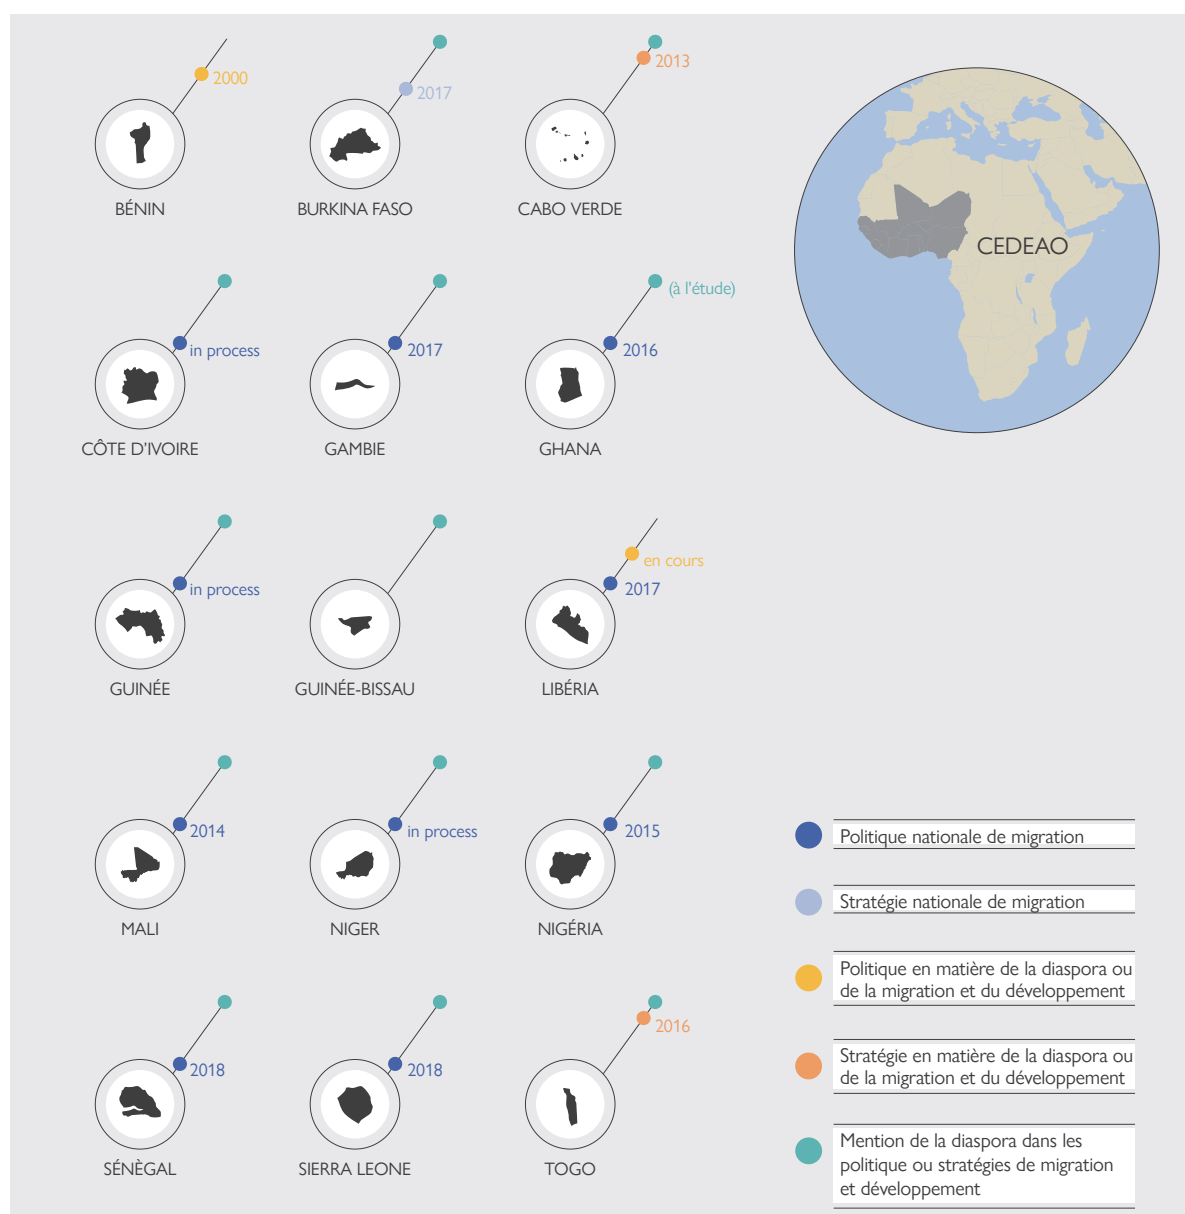 2000
2017
2013
BÉNIN
BURKINA FASO
CABO VERDE
CEDEAO
(à l'étude)
in process
2017
2016
CÔTE D'IVOIRE
GAMBIE
GHANA
in process
en cours
2017
GUINÉE
GUINÉE-BISSAU
LIBÉRIA
2014
in process
2015
MALI
NIGER
NIGÉRIA
2018
2018
2016
SÉNÈGAL
SIERRA LEONE
TOGO
Politique nationale de migration
Stratégie nationale de migration
Politique en matière de la diaspora ou
de la migration et du développement
Stratégie en matière de la diaspora ou
de la migration et du développement
Mention de la diaspora dans les
politique ou stratégies de migration
et développement